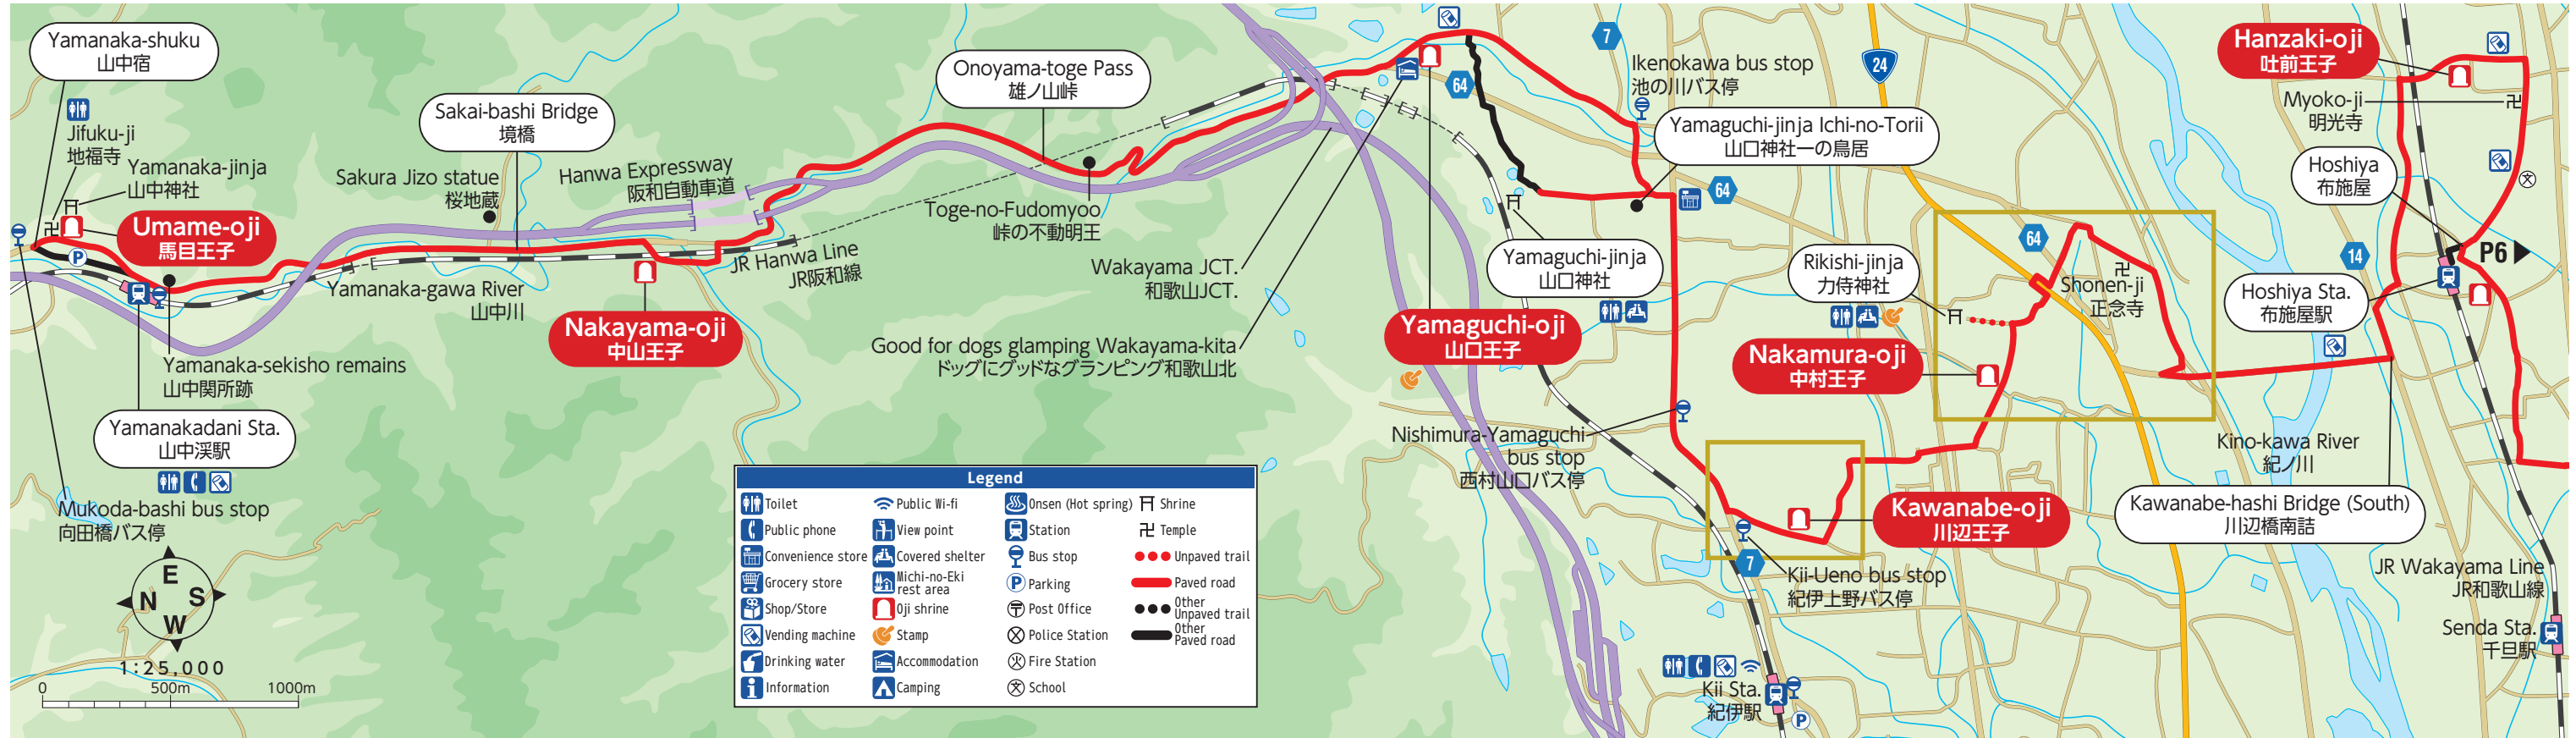 Yamanaka-shuku
山中宿
Jifuku-ji
地福寺
Yamanaka-jinja
山中神社
Umame-oji
馬目王子
P
Sakai-bashi Bridge
境橋
Sakura Jizo statue
桜地蔵
Hanwa Expressway
阪和自動車道
Yamanaka-gawa River
山中川
JR Hanwa Line
JR阪和線
Nakayama-oji
中山王子
Yamanaka-sekisho remains
山中関所跡
Yamanakadani Sta.
山中渓駅
Mukoda-bashi bus stop
向田橋バス停
Onoyama-toge Pass
雄ノ山峠
Toge-no-Fudomyoo
峠の不動明王
Wakayama JCT.
和歌山JCT.
Good for dogs glamping Wakayama-kita
ドッグにグッドなグランピング和歌山北
Yamaguchi-oji
山口王子
64
7
Ikenokawa bus stop
池の川バス停
24
Yamaguchi-jinja Ichi-no-Torii
山口神社一の鳥居
64
Yamaguchi-jinja
山口神社
Rikishi-jinja
力侍神社
64
Shonen-ji
正念寺
Nakamura-oji
中村王子
Nishimura-Yamaguchi
bus stop
西村山口バス停
Kawanabe-oji
川辺王子
7
Kii-Ueno bus stop
紀伊上野バス停
Kii Sta.
紀伊駅
P
Hanzaki-oji
吐前王子
Myoko-ji
明光寺
Hoshiya
布施屋
P6
14
Hoshiya Sta.
布施屋駅
Kino-kawa River
紀ノ川
Kawanabe-hashi Bridge (South)
川辺橋南詰
JR Wakayama Line
JR和歌山線
Senda Sta.
千旦駅
E
N S
W
1:25,000
0 500m 1000m
Legend
Toilet
Public phone
Convenience store
Grocery store
Shop/Store
Vending machine
Drinking water
Information
Public Wi-fi
View point
Covered shelter
Michi-no-Eki
rest area
Oji shrine
Stamp
Accommodation
Camping
Onsen (Hot spring)
Station
Bus stop
Parking
Post Office
Police Station
Fire Station
School
Shrine
Temple
Unpaved trail
Paved road
Other
Unpaved trail
Other
Paved road